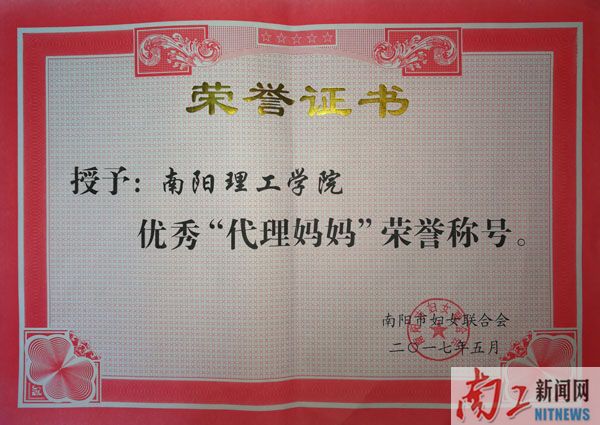 荣誉证书
授予：南阳理工学院
优秀“代理妈妈”荣誉称号。
南阳市妇女联合会
二〇一七年五月
南工新闻网
NITNEWS